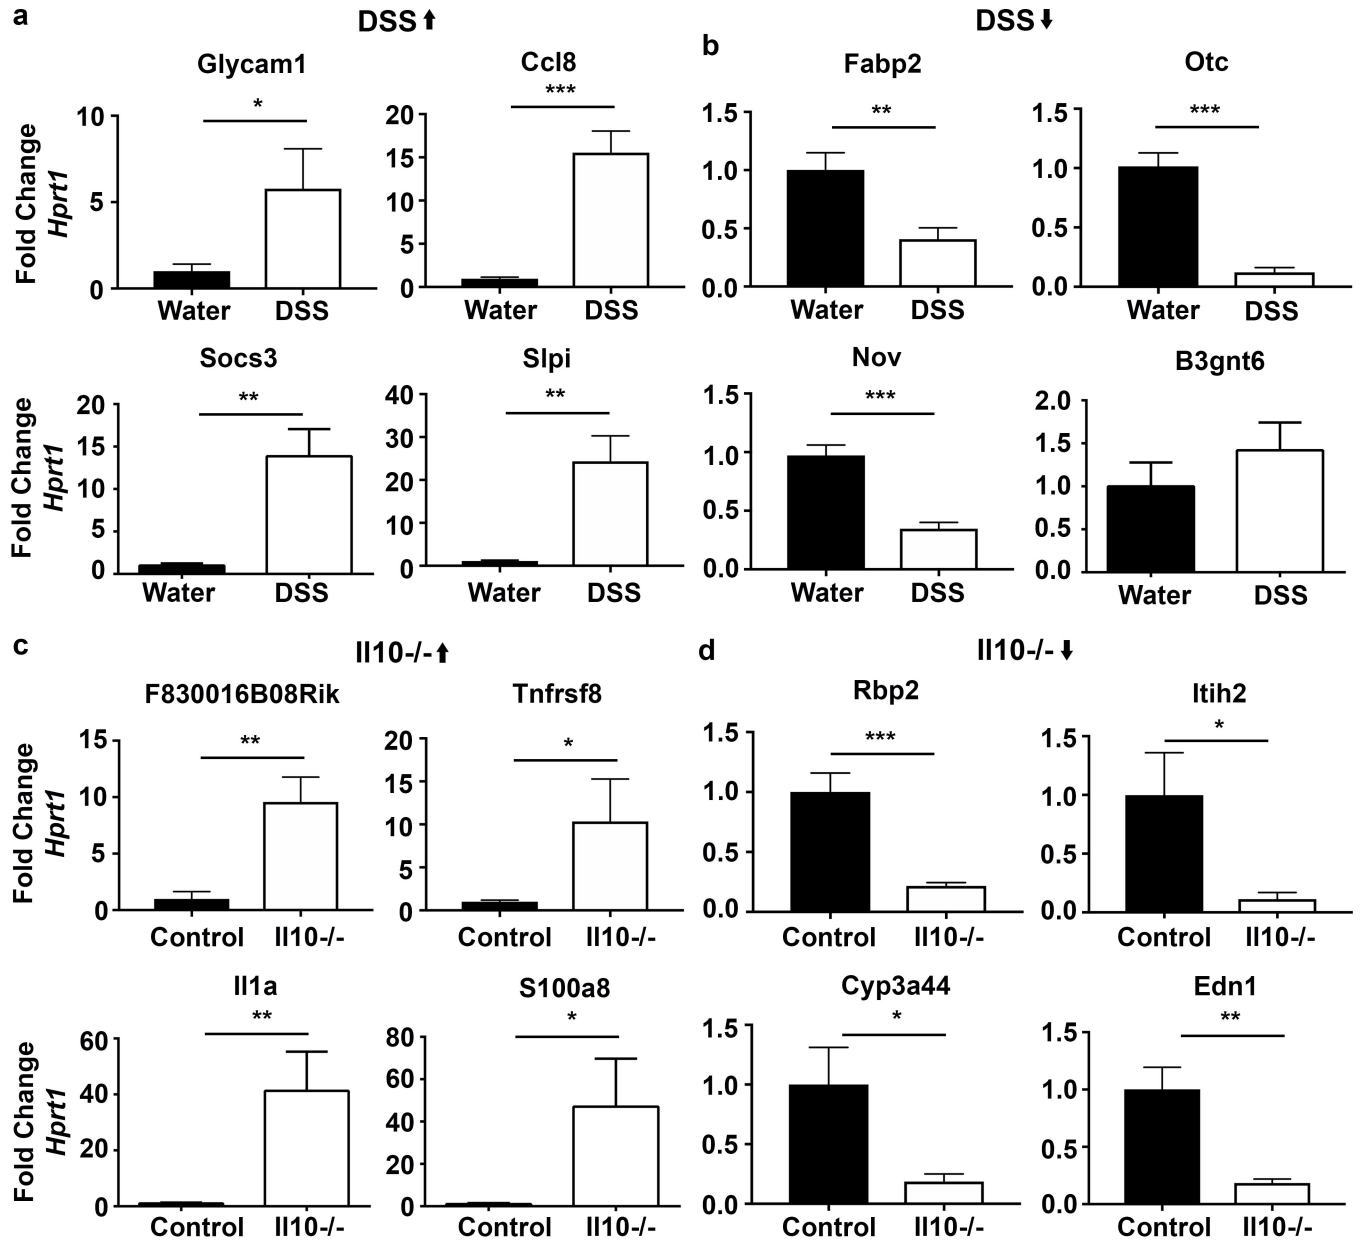 a
DSS⬆
DSS⬇
b
Glycam1
Ccl8
Fabp2
Otc
*
***
**
***
Fold Change
Hprt1
10
5
0
20
15
10
5
0
1.5
1.0
0.5
0.0
1.5
1.0
0.5
0.0
Water DSS
Water DSS
Water DSS
Water DSS
Socs3
Slpi
Nov
B3gnt6
**
**
***
Fold Change
Hprt1
20
15
10
5
0
40
30
20
10
0
1.5
1.0
0.5
0.0
2.0
1.5
1.0
0.5
0.0
Water DSS
Water DSS
Water DSS
Water DSS
c
Il10-/-⬆
d
Il10-/-⬇
F830016B08Rik
Tnfrsf8
Rbp2
Itih2
**
*
***
*
Fold Change
Hprt1
15
10
5
0
20
15
10
5
0
1.5
1.0
0.5
0.0
1.5
1.0
0.5
0.0
Control Il10-/-
Control Il10-/-
Control Il10-/-
Control Il10-/-
Il1a
S100a8
Cyp3a44
Edn1
**
*
*
**
Fold Change
Hprt1
60
40
20
0
80
60
40
20
0
1.5
1.0
0.5
0.0
1.5
1.0
0.5
0.0
Control Il10-/-
Control Il10-/-
Control Il10-/-
Control Il10-/-